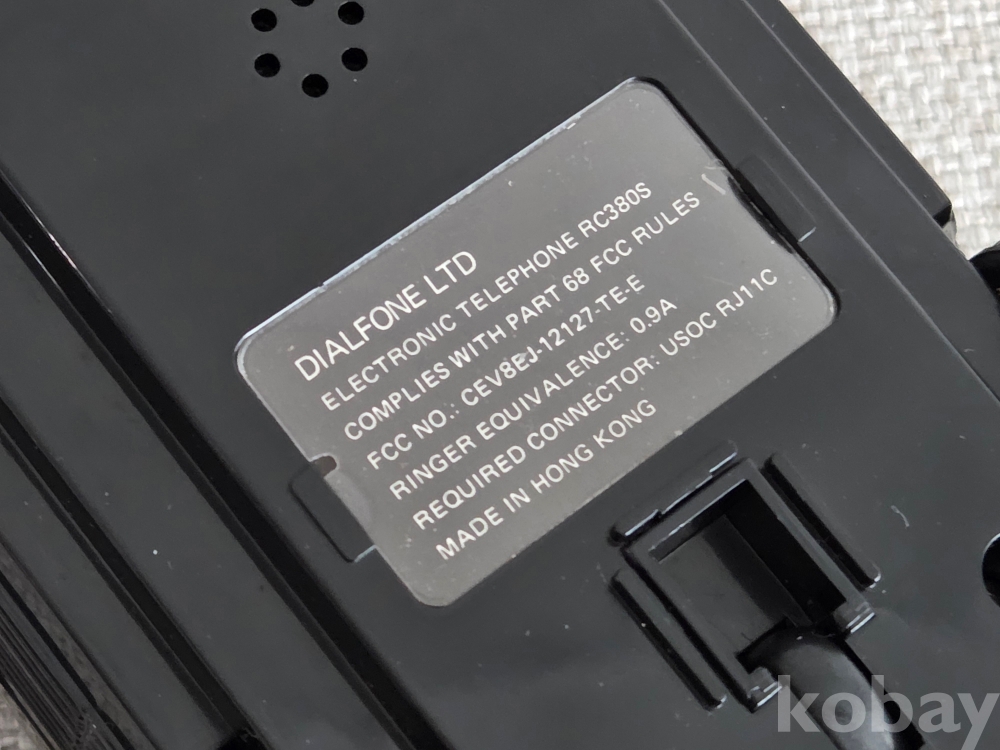 DIALFONE LTD
ELECTRONIC TELEPHONE RC380S
COMPLIES WITH PART 68 FCC RULES
FCC NO.: CEV8EJ-12127-TE-E
RINGER EQUIVALENCE: 0.9A
REQUIRED CONNECTOR: USOC RJ11C
MADE IN HONG KONG
kobay